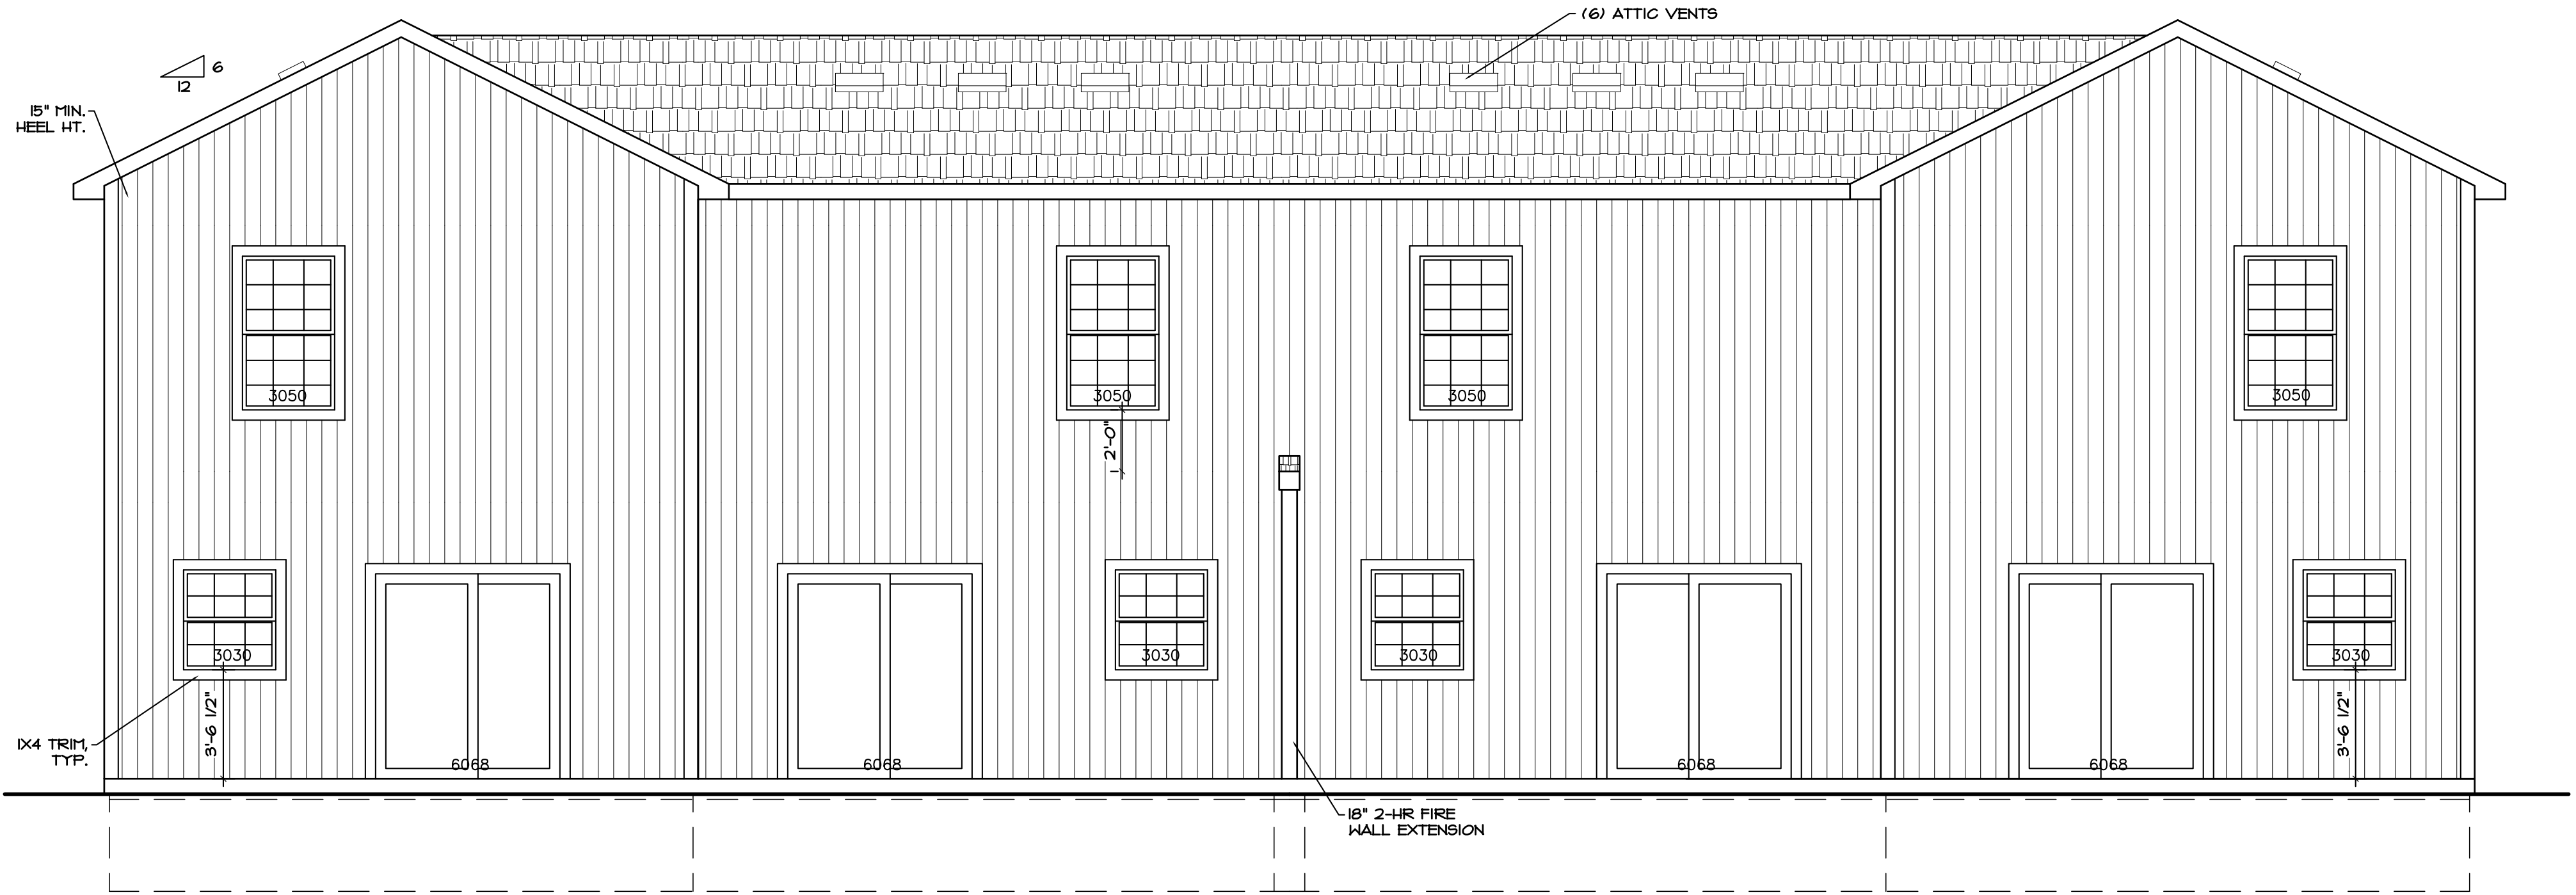 (6) ATTIC VENTS
6
12
15" MIN.
HEEL HT.
3050
3050
3050
3050
2'-0"
3030
3030
3030
3030
3'-6 1/2"
3'-6 1/2"
1X4 TRIM,
TYP.
6068
6068
6068
6068
18" 2-HR FIRE
WALL EXTENSION